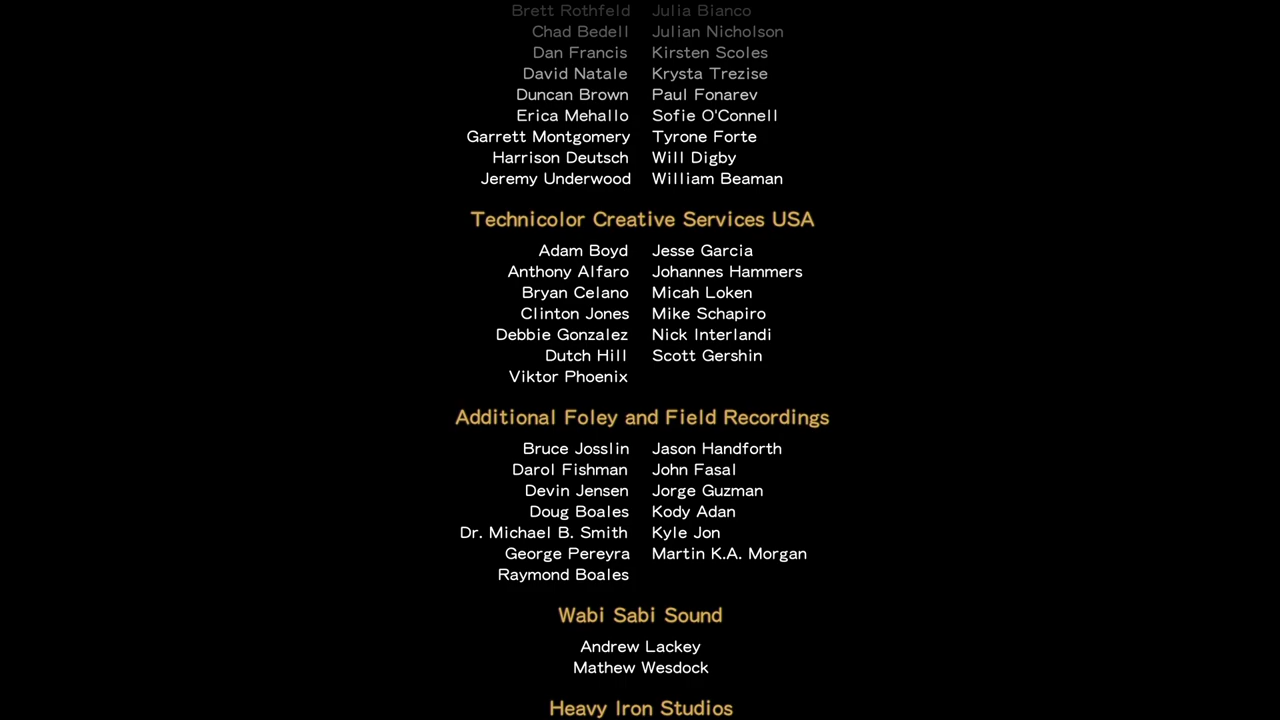 Brett Rothfeld Julia Bianco
Chad Bedell Julian Nicholson
Dan Francis Kirsten Scoles
David Natale Krysta Trezise
Duncan Brown Paul Fonarev
Erica Mehallo Sofie O'Connell
Garrett Montgomery Tyrone Forte
Harrison Deutsch Will Digby
Jeremy Underwood William Beaman
Technicolor Creative Services USA
Adam Boyd Jesse Garcia
Anthony Alfaro Johannes Hammers
Bryan Celano Micah Loken
Clinton Jones Mike Schapiro
Debbie Gonzalez Nick Interlandi
Dutch Hill Scott Gershin
Viktor Phoenix
Additional Foley and Field Recordings
Bruce Josslin Jason Handforth
Darol Fishman John Fasal
Devin Jensen Jorge Guzman
Doug Boales Kody Adan
Dr. Michael B. Smith Kyle Jon
George Pereyra Martin K.A. Morgan
Raymond Boales
Wabi Sabi Sound
Andrew Lackey
Mathew Wesdock
Heavy Iron Studios